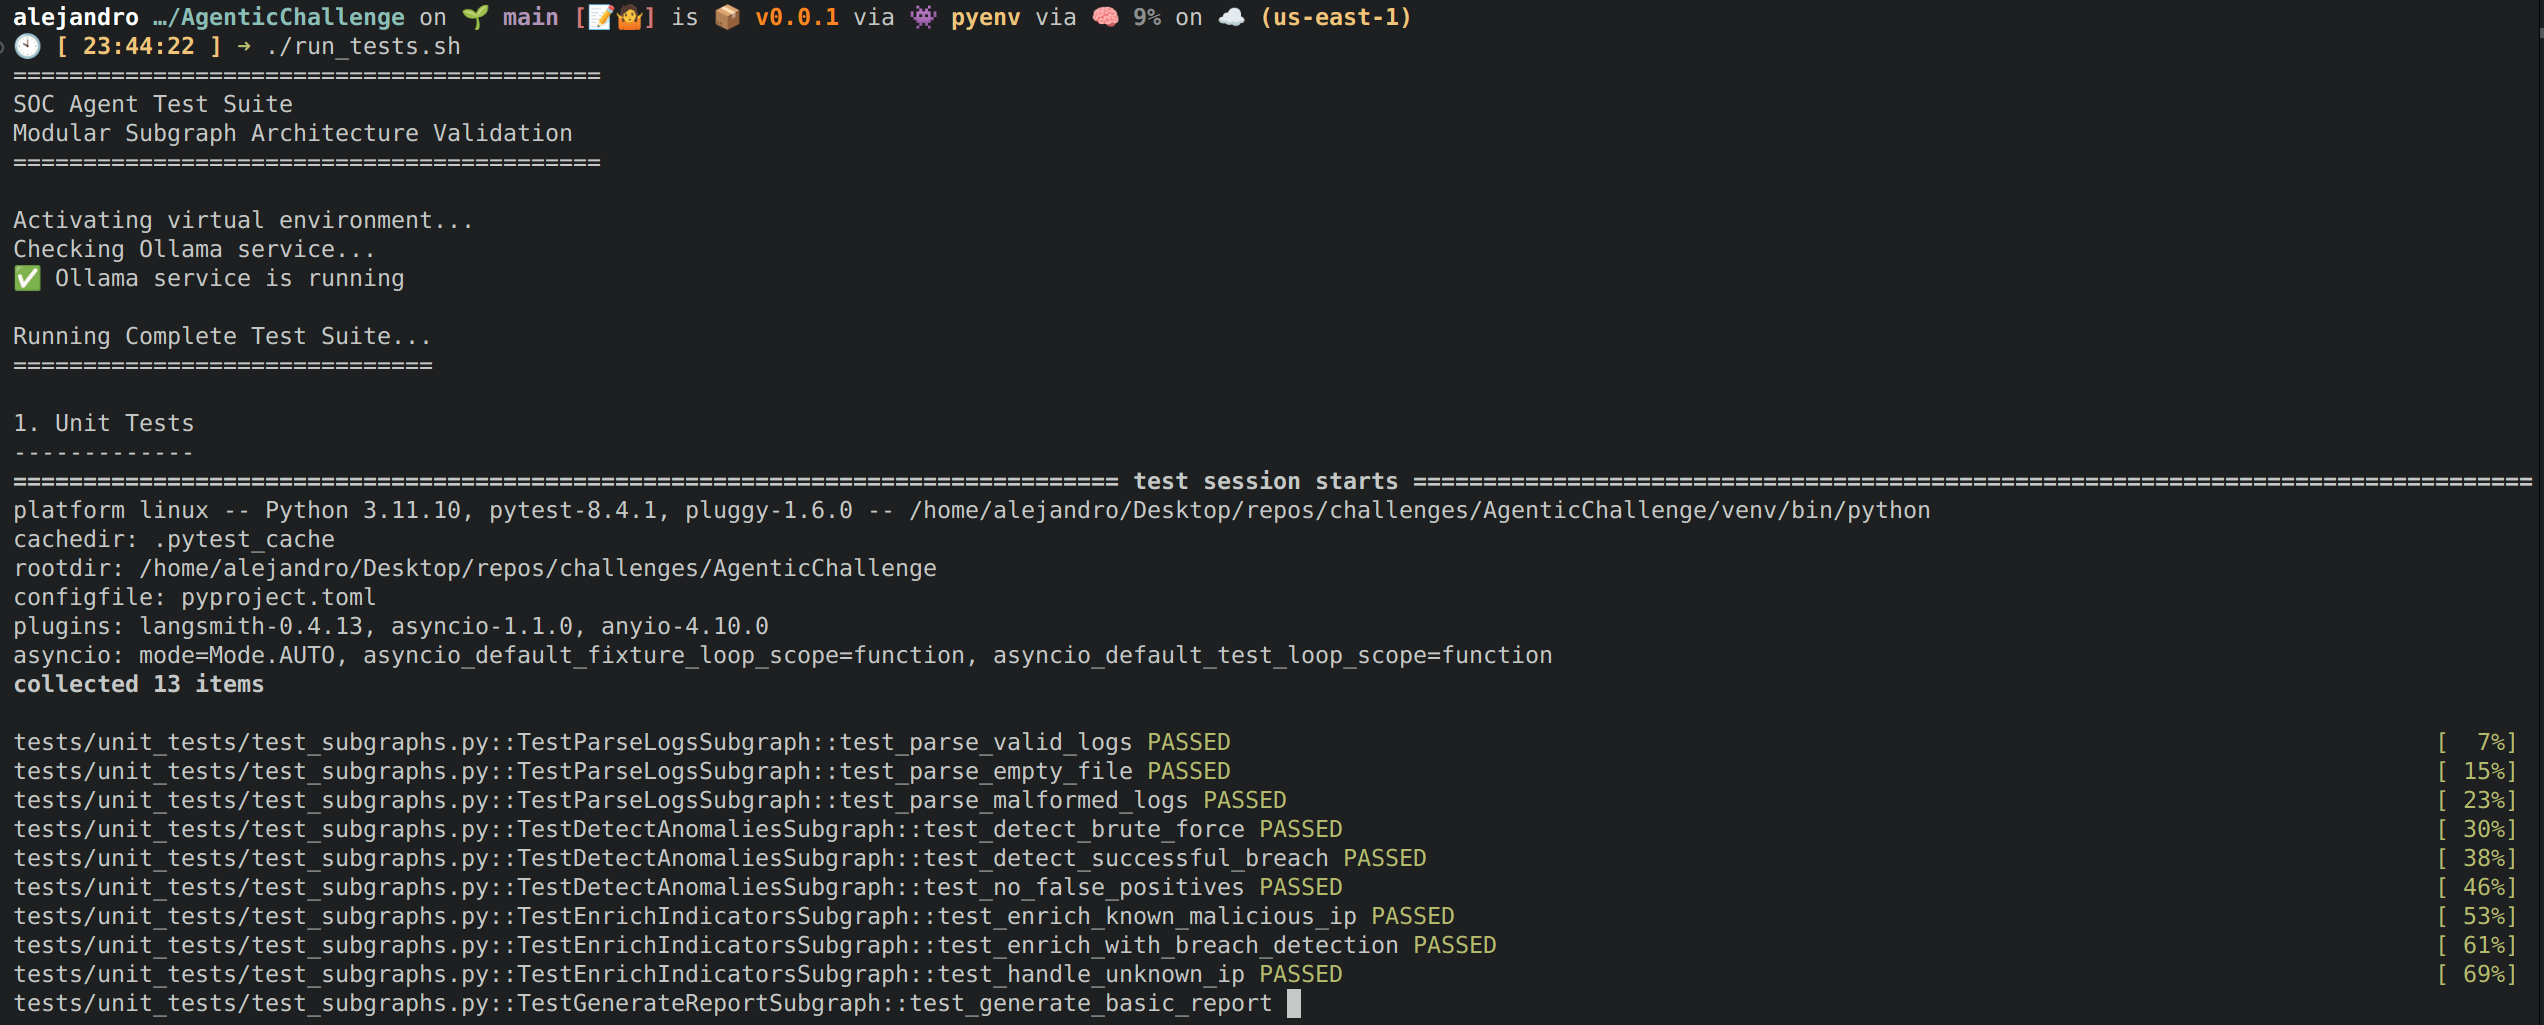 alejandro …/AgenticChallenge on 🌱 main [📝🤷] is 📦 v0.0.1 via 👾 pyenv via 🧠 9% on ☁️ (us-east-1)
🕙 [ 23:44:22 ] ➜ ./run_tests.sh
==========================================
SOC Agent Test Suite
Modular Subgraph Architecture Validation
==========================================
Activating virtual environment...
Checking Ollama service...
✅ Ollama service is running
Running Complete Test Suite...
==============================
1. Unit Tests
-------------
=============================================================================== test session starts ================================================================================
platform linux -- Python 3.11.10, pytest-8.4.1, pluggy-1.6.0 -- /home/alejandro/Desktop/repos/challenges/AgenticChallenge/venv/bin/python
cachedir: .pytest_cache
rootdir: /home/alejandro/Desktop/repos/challenges/AgenticChallenge
configfile: pyproject.toml
plugins: langsmith-0.4.13, asyncio-1.1.0, anyio-4.10.0
asyncio: mode=Mode.AUTO, asyncio_default_fixture_loop_scope=function, asyncio_default_test_loop_scope=function
collected 13 items
tests/unit_tests/test_subgraphs.py::TestParseLogsSubgraph::test_parse_valid_logs PASSED [  7%]
tests/unit_tests/test_subgraphs.py::TestParseLogsSubgraph::test_parse_empty_file PASSED [ 15%]
tests/unit_tests/test_subgraphs.py::TestParseLogsSubgraph::test_parse_malformed_logs PASSED [ 23%]
tests/unit_tests/test_subgraphs.py::TestDetectAnomaliesSubgraph::test_detect_brute_force PASSED [ 30%]
tests/unit_tests/test_subgraphs.py::TestDetectAnomaliesSubgraph::test_detect_successful_breach PASSED [ 38%]
tests/unit_tests/test_subgraphs.py::TestDetectAnomaliesSubgraph::test_no_false_positives PASSED [ 46%]
tests/unit_tests/test_subgraphs.py::TestEnrichIndicatorsSubgraph::test_enrich_known_malicious_ip PASSED [ 53%]
tests/unit_tests/test_subgraphs.py::TestEnrichIndicatorsSubgraph::test_enrich_with_breach_detection PASSED [ 61%]
tests/unit_tests/test_subgraphs.py::TestEnrichIndicatorsSubgraph::test_handle_unknown_ip PASSED [ 69%]
tests/unit_tests/test_subgraphs.py::TestGenerateReportSubgraph::test_generate_basic_report